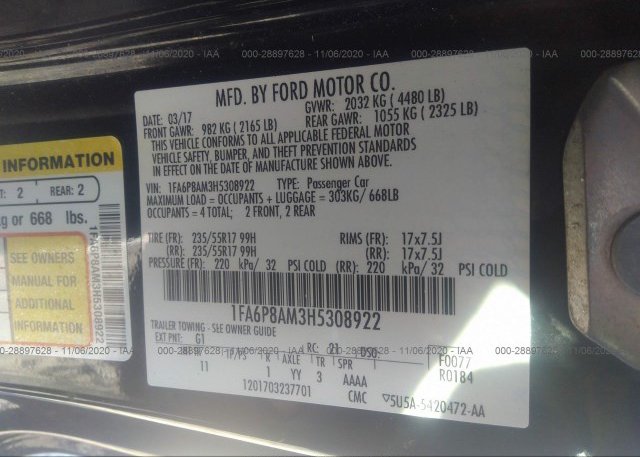 000-28897628 - 11/06/2020 - IAA
MFD. BY FORD MOTOR CO.
DATE: 03/17
GVWR: 2032 KG ( 4480 LB)
FRONT GAWR: 982 KG ( 2165 LB)
REAR GAWR: 1055 KG ( 2325 LB)
THIS VEHICLE CONFORMS TO ALL APPLICABLE FEDERAL MOTOR
VEHICLE SAFETY, BUMPER, AND THEFT PREVENTION STANDARDS
IN EFFECT ON THE DATE OF MANUFACTURE SHOWN ABOVE.
VIN: 1FA6P8AM3H5308922 TYPE: Passenger Car
MAXIMUM LOAD = OCCUPANTS + LUGGAGE = 303KG/ 668LB
OCCUPANTS = 4 TOTAL; 2 FRONT, 2 REAR
TIRE (FR): 235/55R17 99H RIMS (FR): 17x7.5J
(RR): 235/55R17 99H (RR): 17x7.5J
PRESSURE (FR): 220 kPa/ 32 PSI COLD (RR) 220 kPa/ 32 PSI COLD
1FA6P8AM3H5308922
TRAILER TOWING - SEE OWNER GUIDE
EXT PNT: G1 RC: 21 DSO:
AXLE TR SPR F0077
11 1 YY 3 AAAA R0184
1201703237701 CMC 5U5A-5420472-AA
INFORMATION
: 2 REAR: 2
kg or 668 lbs.
SEE OWNERS
MANUAL FOR
ADDITIONAL
INFORMATION
1FA6P8AM3H5308922